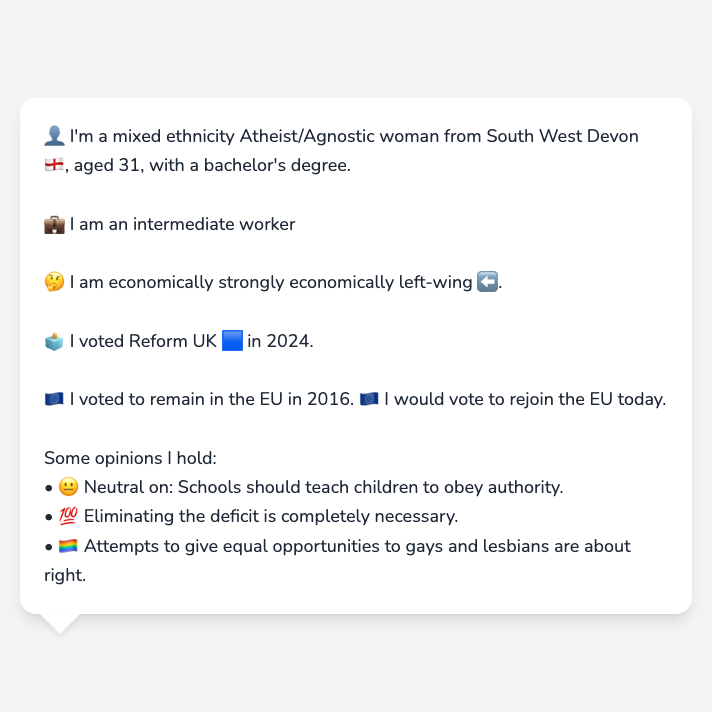 👤 I'm a mixed ethnicity Atheist/Agnostic woman from South West Devon
🏴󠁧󠁢󠁥󠁮󠁧󠁿, aged 31, with a bachelor's degree.
💼 I am an intermediate worker
🤔 I am economically strongly economically left-wing ⬅️.
🗳️ I voted Reform UK 🟦 in 2024.
🇪🇺 I voted to remain in the EU in 2016. 🇪🇺 I would vote to rejoin the EU today.
Some opinions I hold:
• 😐 Neutral on: Schools should teach children to obey authority.
• 💯 Eliminating the deficit is completely necessary.
• 🏳️‍🌈 Attempts to give equal opportunities to gays and lesbians are about
right.